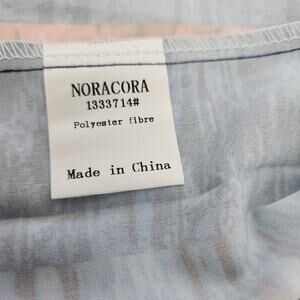 NORACORA
1333714#
Polyester fibre
Made in China